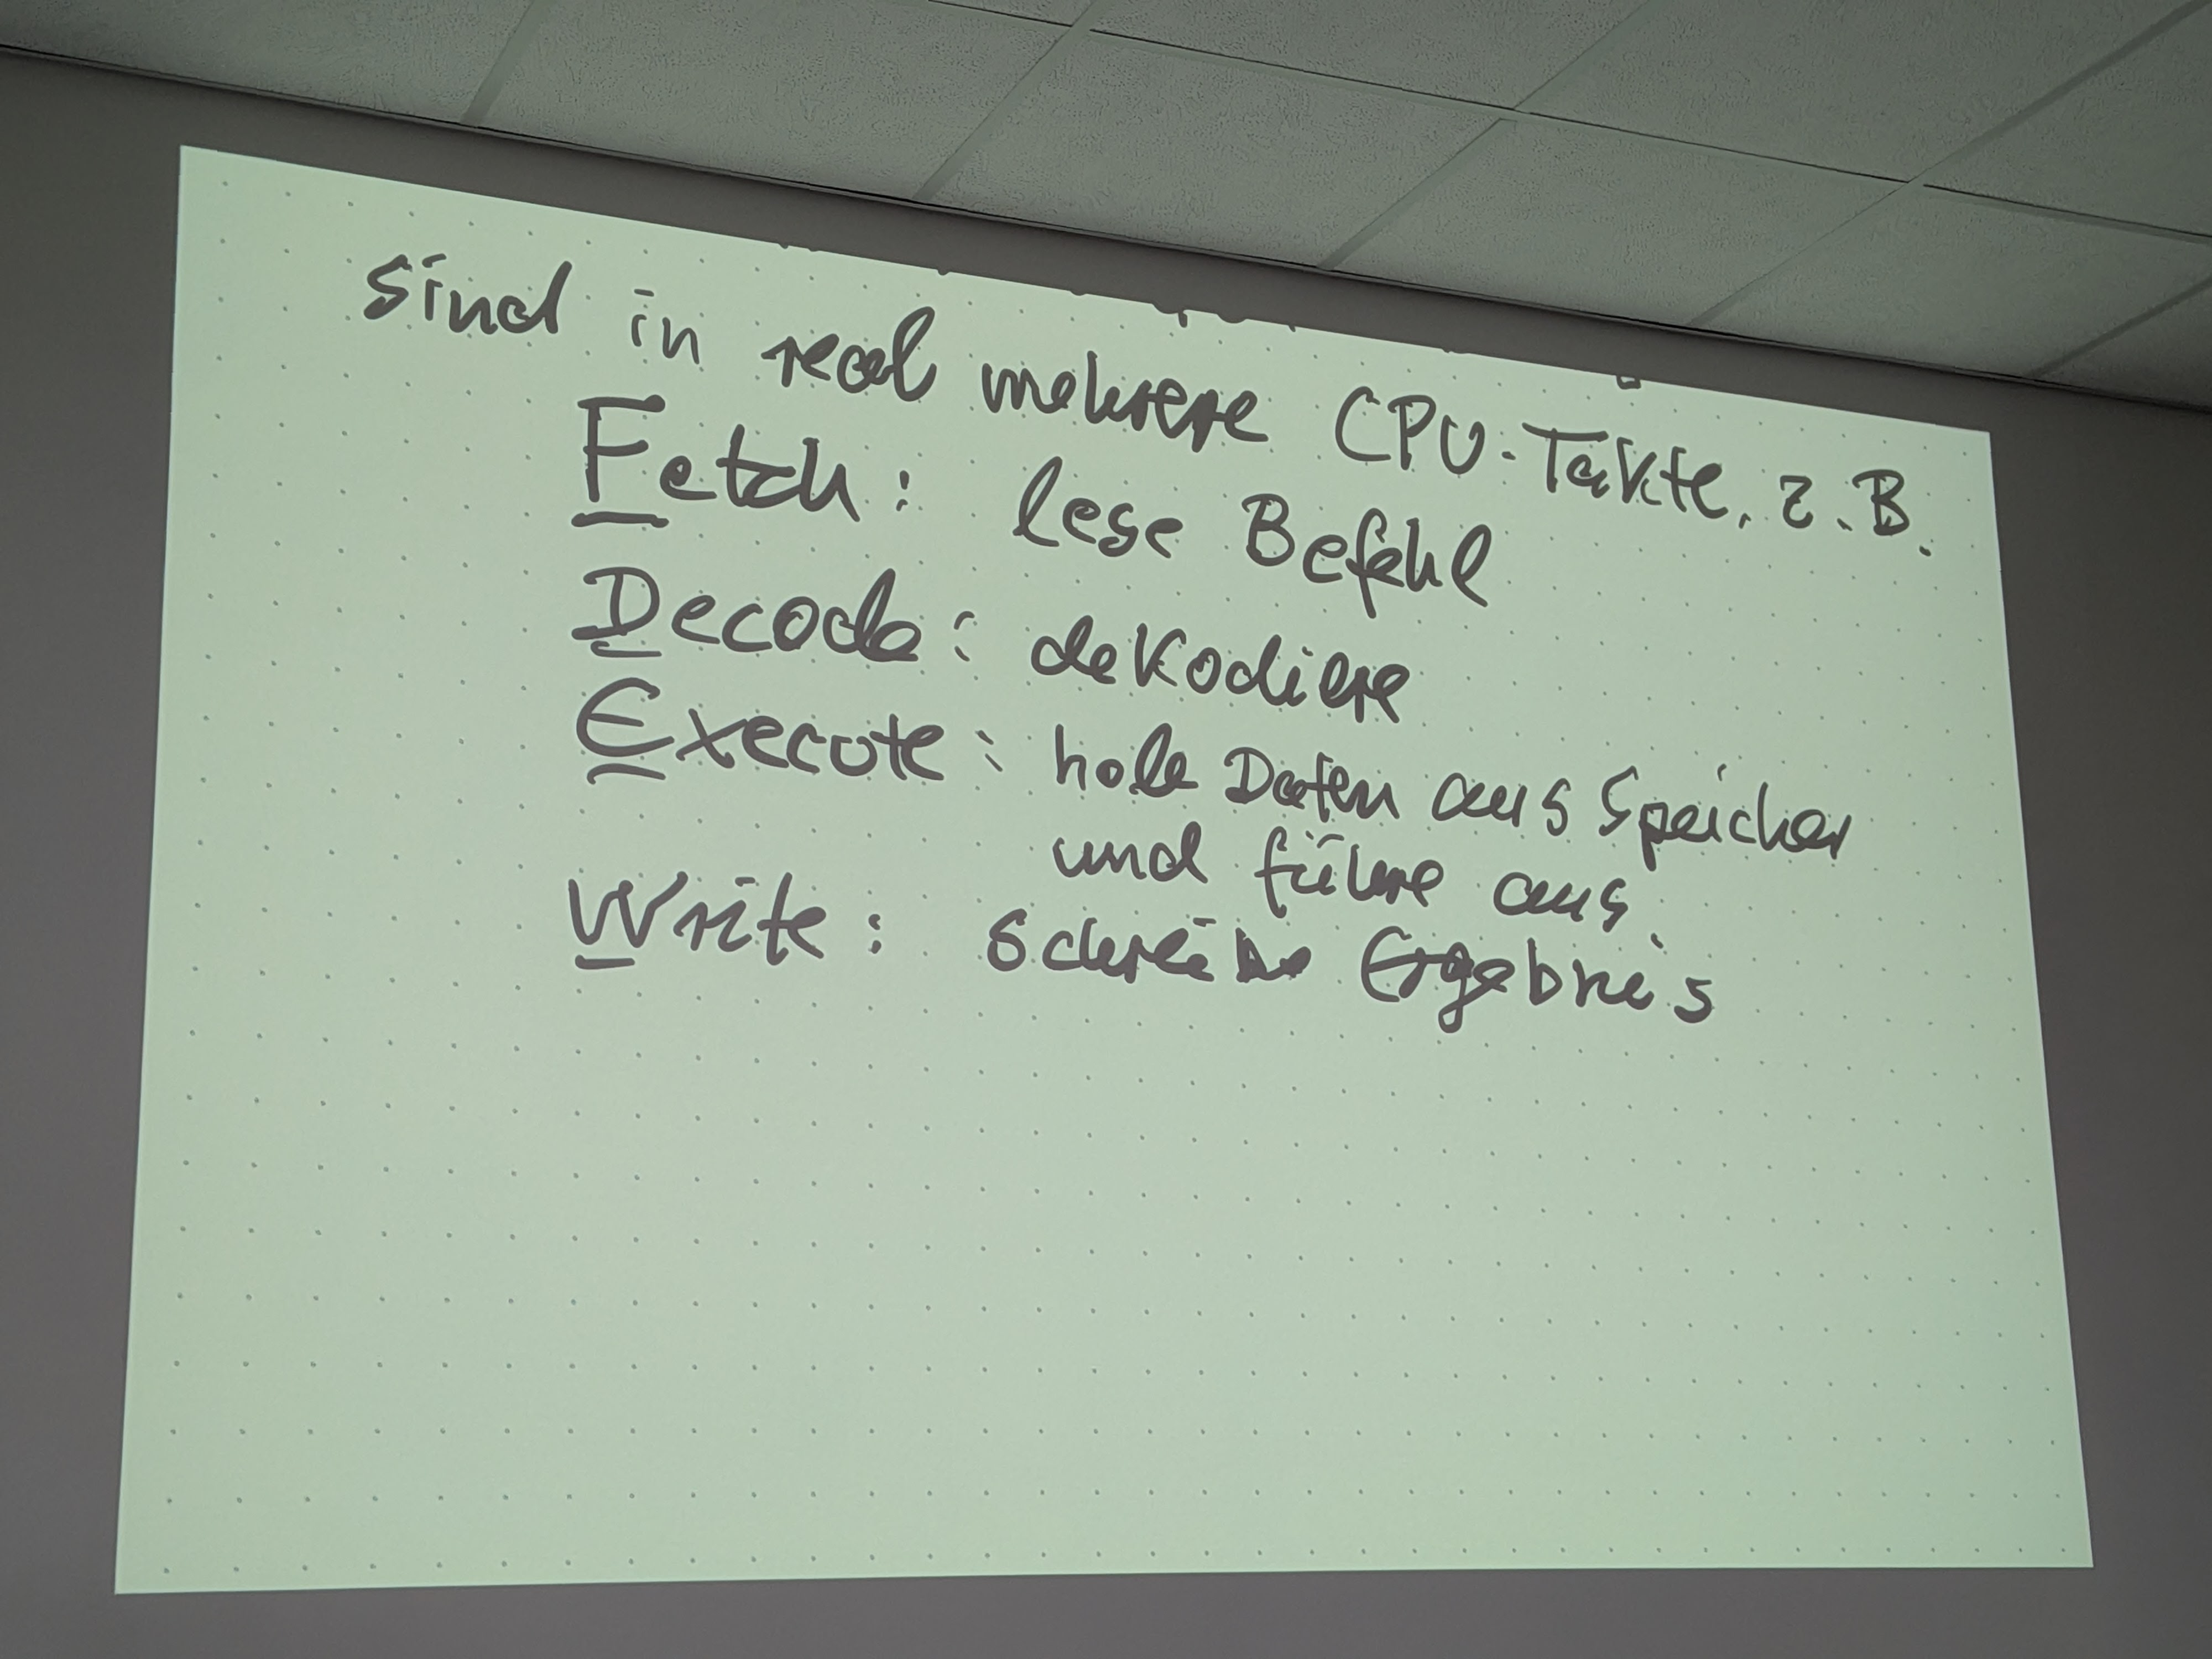 sind in real mehrere CPU-Takte, z.B.
Fetch: lese Befehl
Decode: dekodiere
Execute: hole Daten aus Speicher
und führe aus.
Write: schreibe Ergebnis